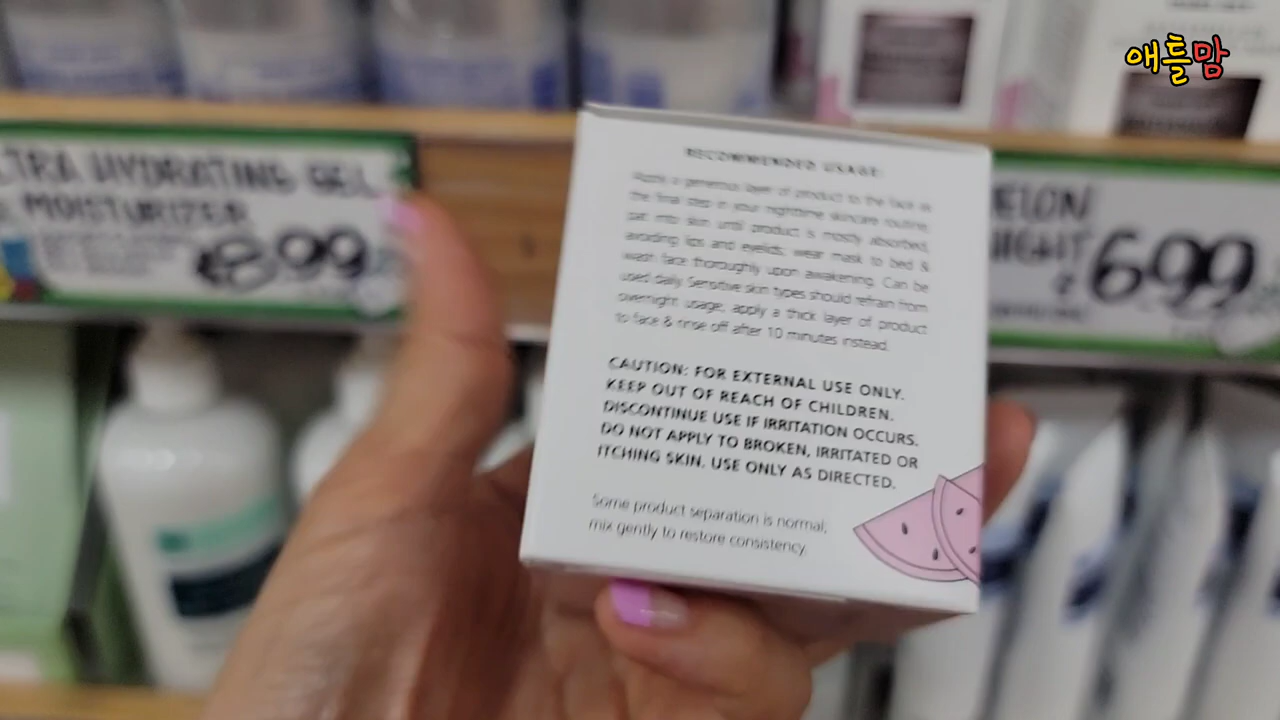 애틀맘
TRA HYDRATING GEL
MOISTURIZER
8.99
ELON
IGHT
6.99
RECOMMENDED USAGE:
Apply a generous layer of product to the face as
the final step in your nighttime skincare routine,
pat into skin until product is mostly absorbed,
avoiding lips and eyelids; wear mask to bed &
wash face thoroughly upon awakening. Can be
used daily. Sensitive skin types should refrain from
overnight usage; apply a thick layer of product
to face & rinse off after 10 minutes instead.
CAUTION: FOR EXTERNAL USE ONLY.
KEEP OUT OF REACH OF CHILDREN.
DISCONTINUE USE IF IRRITATION OCCURS.
DO NOT APPLY TO BROKEN, IRRITATED OR
ITCHING SKIN. USE ONLY AS DIRECTED.
Some product separation is normal,
mix gently to restore consistency.